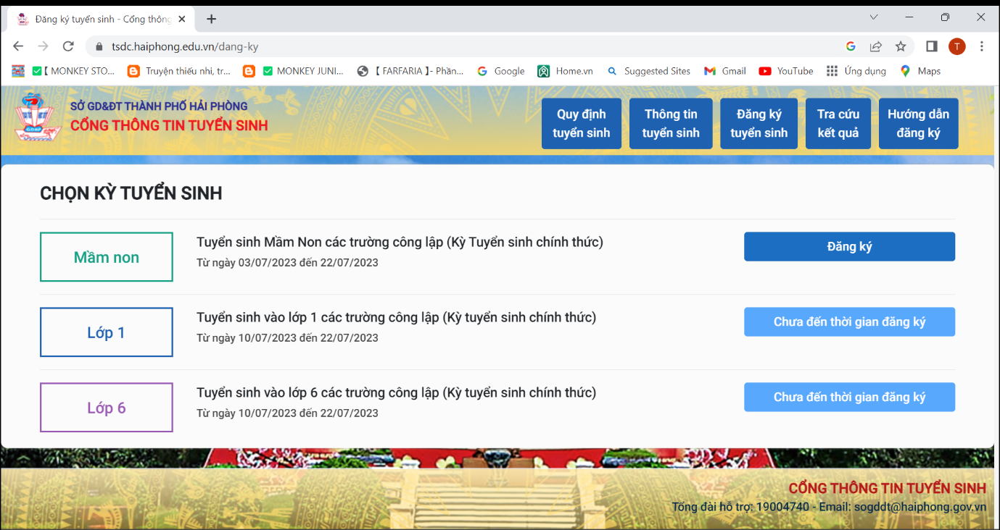 Đăng ký tuyển sinh - Cổng thông
tsdc.haiphong.edu.vn/dang-ky
T
【 MONKEY STO...
Truyện thiếu nhi, tr...
MONKEY JUNI...
【 FARFARIA 】- Phần...
Google
Home.vn
Suggested Sites
Gmail
YouTube
Ứng dụng
Maps
SỞ GD&ĐT THÀNH PHỐ HẢI PHÒNG
CỔNG THÔNG TIN TUYỂN SINH
Quy định
tuyển sinh
Thông tin
tuyển sinh
Đăng ký
tuyển sinh
Tra cứu
kết quả
Hướng dẫn
đăng ký
CHỌN KỲ TUYỂN SINH
Mầm non
Tuyển sinh Mầm Non các trường công lập (Kỳ Tuyển sinh chính thức)
Từ ngày 03/07/2023 đến 22/07/2023
Đăng ký
Lớp 1
Tuyển sinh vào lớp 1 các trường công lập (Kỳ tuyển sinh chính thức)
Từ ngày 10/07/2023 đến 22/07/2023
Chưa đến thời gian đăng ký
Lớp 6
Tuyển sinh vào lớp 6 các trường công lập (Kỳ tuyển sinh chính thức)
Từ ngày 10/07/2023 đến 22/07/2023
Chưa đến thời gian đăng ký
CỔNG THÔNG TIN TUYỂN SINH
Tổng đài hỗ trợ: 19004740 - Email: sogddt@haiphong.gov.vn